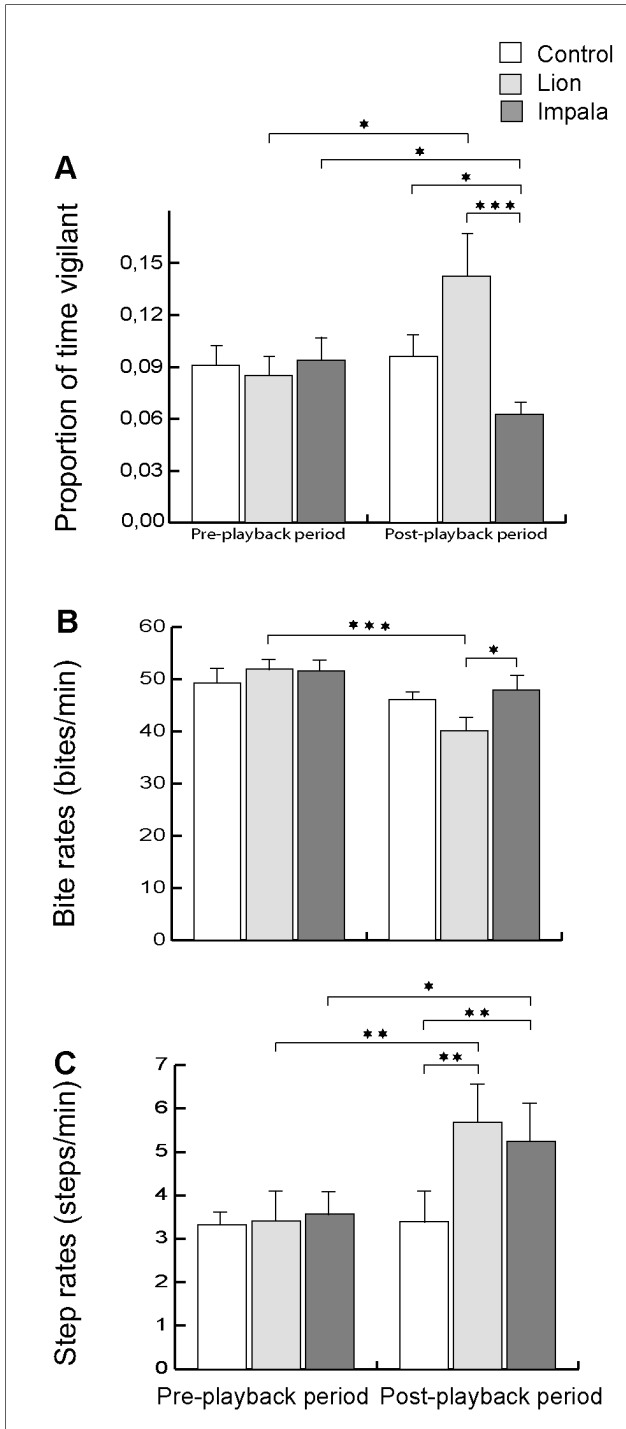 Control
Lion
Impala
*
*
*
***
A
Proportion of time vigilant
0,15
0,12
0,09
0,06
0,03
0,00
Pre-playback period
Post-playback period
B
***
*
Bite rates (bites/min)
60
50
40
30
20
10
0
*
**
**
**
C
Step rates (steps/min)
7
6
5
4
3
2
1
0
Pre-playback period
Post-playback period